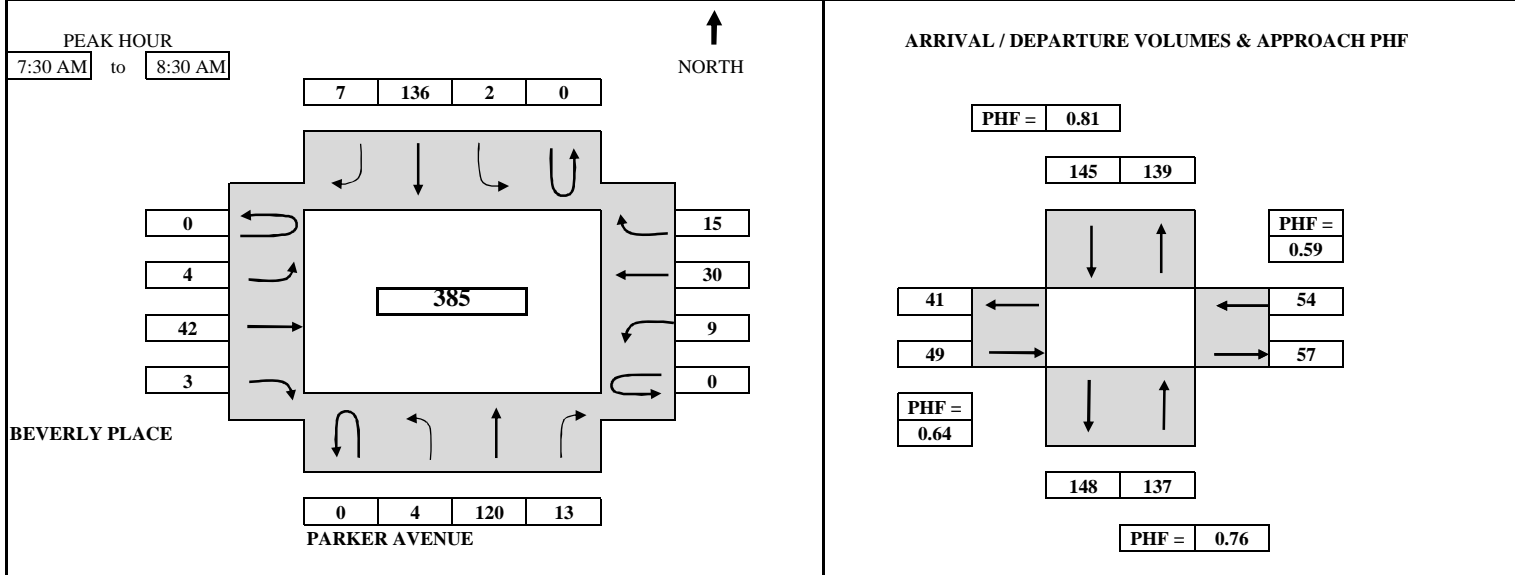 PEAK HOUR
7:30 AM to 8:30 AM
NORTH
7 136 2 0
0 15
4 30
385
42 9
3 0
BEVERLY PLACE
0 4 120 13
PARKER AVENUE
ARRIVAL / DEPARTURE VOLUMES & APPROACH PHF
PHF = 0.81
145 139
PHF =
0.59
41 54
49 57
PHF =
0.64
148 137
PHF = 0.76